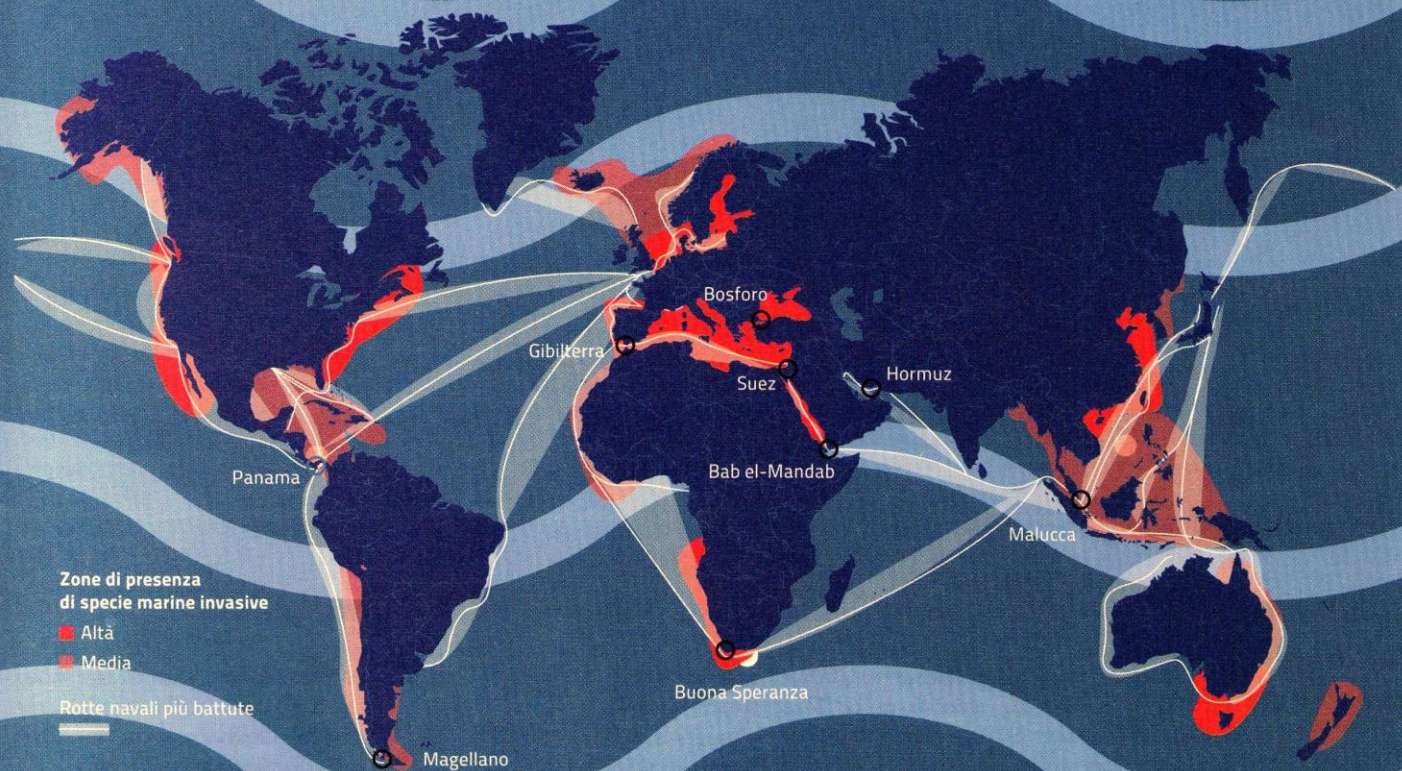 Bosforo
Gibilterra
Suez
Hormuz
Panama
Bab el-Mandab
Malucca
Zone di presenza
di specie marine invasive
Altà
Media
Buona Speranza
Rotte navali più battute
Magellano